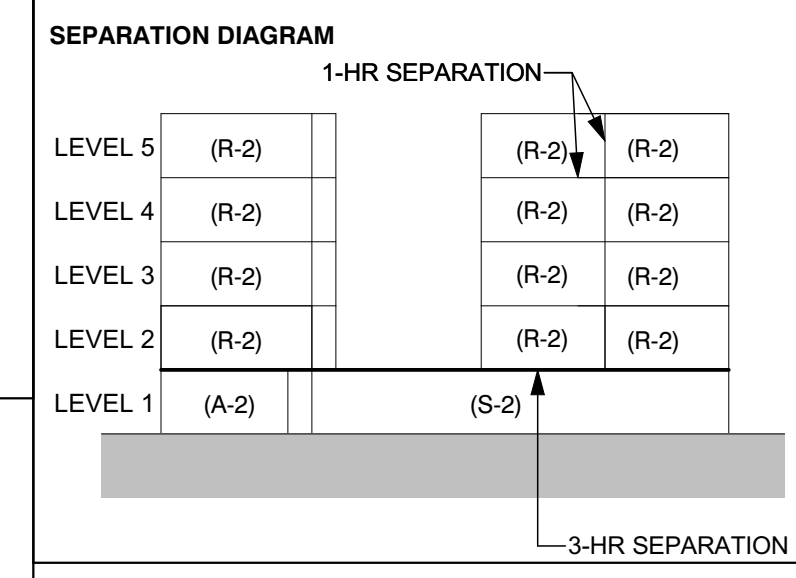 SEPARATION DIAGRAM
1-HR SEPARATION
LEVEL 5 (R-2) (R-2) (R-2)
LEVEL 4 (R-2) (R-2) (R-2)
LEVEL 3 (R-2) (R-2) (R-2)
LEVEL 2 (R-2) (R-2) (R-2)
LEVEL 1 (A-2) (S-2)
3-HR SEPARATION